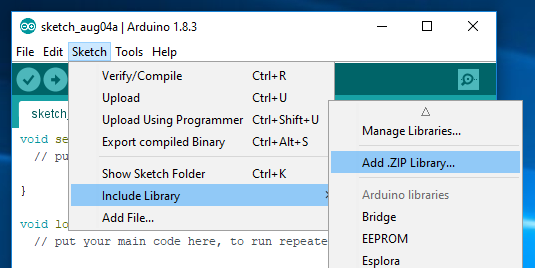 sketch_aug04a | Arduino 1.8.3
File Edit Sketch Tools Help
Verify/Compile Ctrl+R
Upload Ctrl+U
Upload Using Programmer Ctrl+Shift+U
Export compiled Binary Ctrl+Alt+S
Show Sketch Folder Ctrl+K
Include Library
Add File...
Manage Libraries...
Add .ZIP Library...
Arduino libraries
Bridge
EEPROM
Esplora
sketch_
void se
// pu
}
void lo
// put your main code here, to run repeate